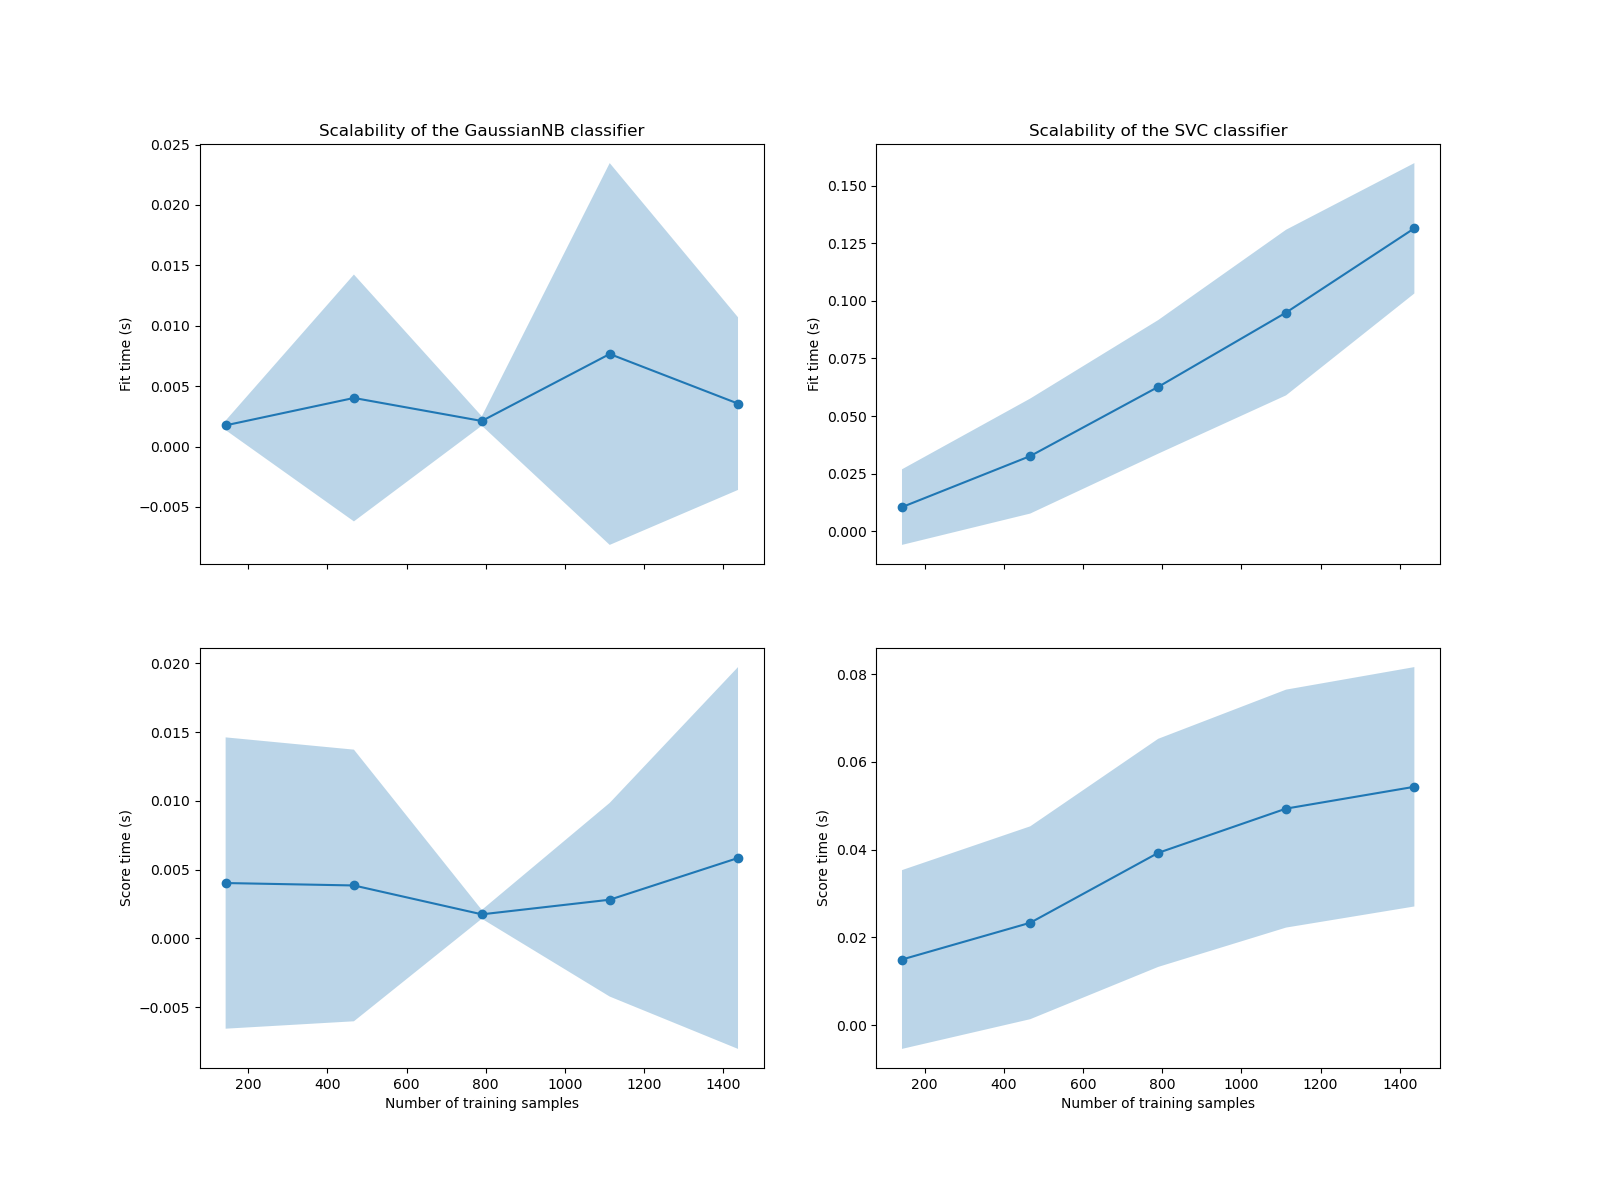 Scalability of the GaussianNB classifier
0.025
0.020
0.015
0.010
0.005
0.000
−0.005
Fit time (s)
Scalability of the SVC classifier
0.150
0.125
0.100
0.075
0.050
0.025
0.000
Fit time (s)
0.020
0.015
0.010
0.005
0.000
−0.005
Score time (s)
200 400 600 800 1000 1200 1400
Number of training samples
0.08
0.06
0.04
0.02
0.00
Score time (s)
200 400 600 800 1000 1200 1400
Number of training samples